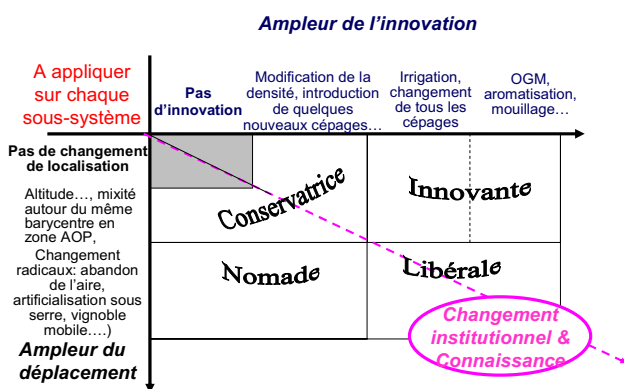 Ampleur de l'innovation
A appliquer
sur chaque
sous-système
Pas
d'innovation
Modification de la
densité, introduction
de quelques
nouveaux cépages…
Irrigation,
changement
de tous les
cépages
OGM,
aromatisation,
mouillage…
Pas de changement
de localisation
Altitude…, mixité
autour du même
barycentre en
zone AOP,
Changement
radicaux: abandon
de l'aire,
artificialisation sous
serre, vignoble
mobile….)
Ampleur du
déplacement
Conservatrice
Innovante
Nomade
Libérale
Changement
institutionnel &
Connaissance